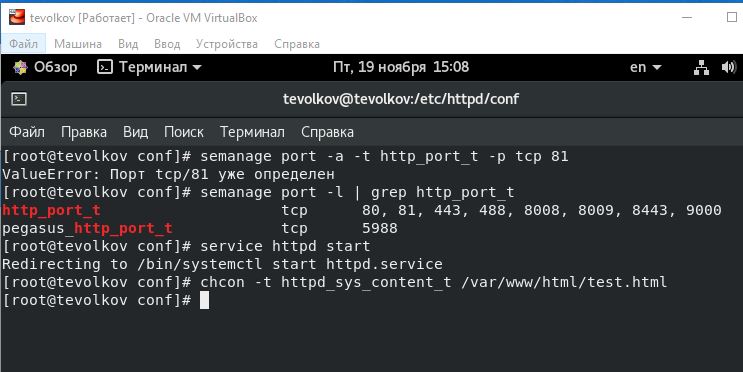 tevolkov [Работает] - Oracle VM VirtualBox
Файл Машина Вид Ввод Устройства Справка
Обзор Терминал Пт, 19 ноября 15:08 en
tevolkov@tevolkov:/etc/httpd/conf
Файл Правка Вид Поиск Терминал Справка
[root@tevolkov conf]# semanage port -a -t http_port_t -p tcp 81
ValueError: Порт tcp/81 уже определен
[root@tevolkov conf]# semanage port -l | grep http_port_t
http_port_t tcp 80, 81, 443, 488, 8008, 8009, 8443, 9000
pegasus_http_port_t tcp 5988
[root@tevolkov conf]# service httpd start
Redirecting to /bin/systemctl start httpd.service
[root@tevolkov conf]# chcon -t httpd_sys_content_t /var/www/html/test.html
[root@tevolkov conf]#